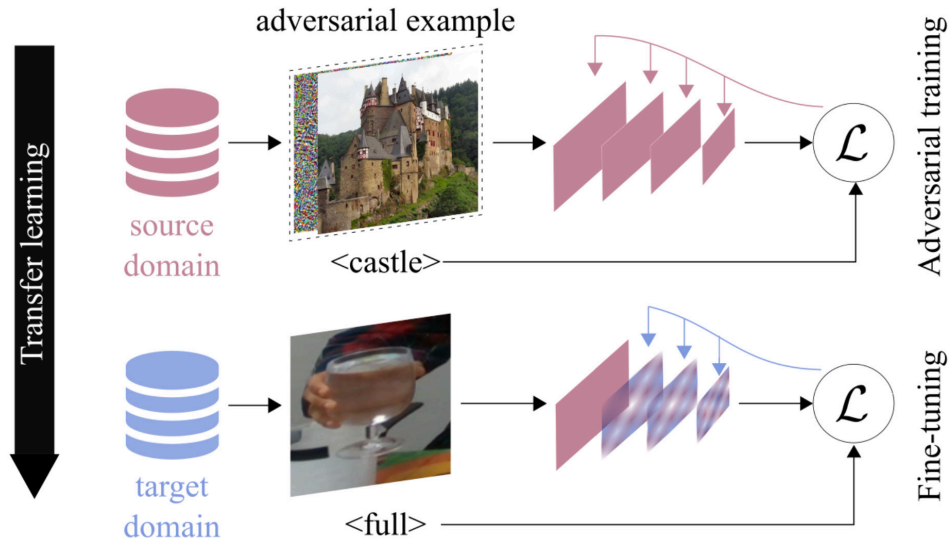 adversarial example
Transfer learning
source
domain
<castle>
ℒ
Adversarial training
target
domain
<full>
ℒ
Fine-tuning